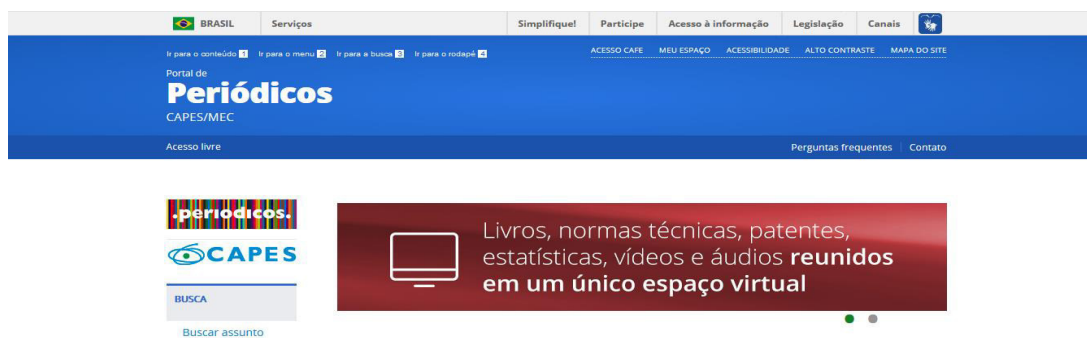 BRASIL Serviços Simplifique! Participe Acesso à informação Legislação Canais
Ir para o conteúdo 1 Ir para o menu 2 Ir para a busca 3 Ir para o rodapé 4 ACESSO CAFE MEU ESPAÇO ACESSIBILIDADE ALTO CONTRASTE MAPA DO SITE
Portal de
Periódicos
CAPES/MEC
Acesso livre Perguntas frequentes Contato
.periodicos.
CAPES
BUSCA
Buscar assunto
Livros, normas técnicas, patentes,
estatísticas, vídeos e áudios reunidos
em um único espaço virtual